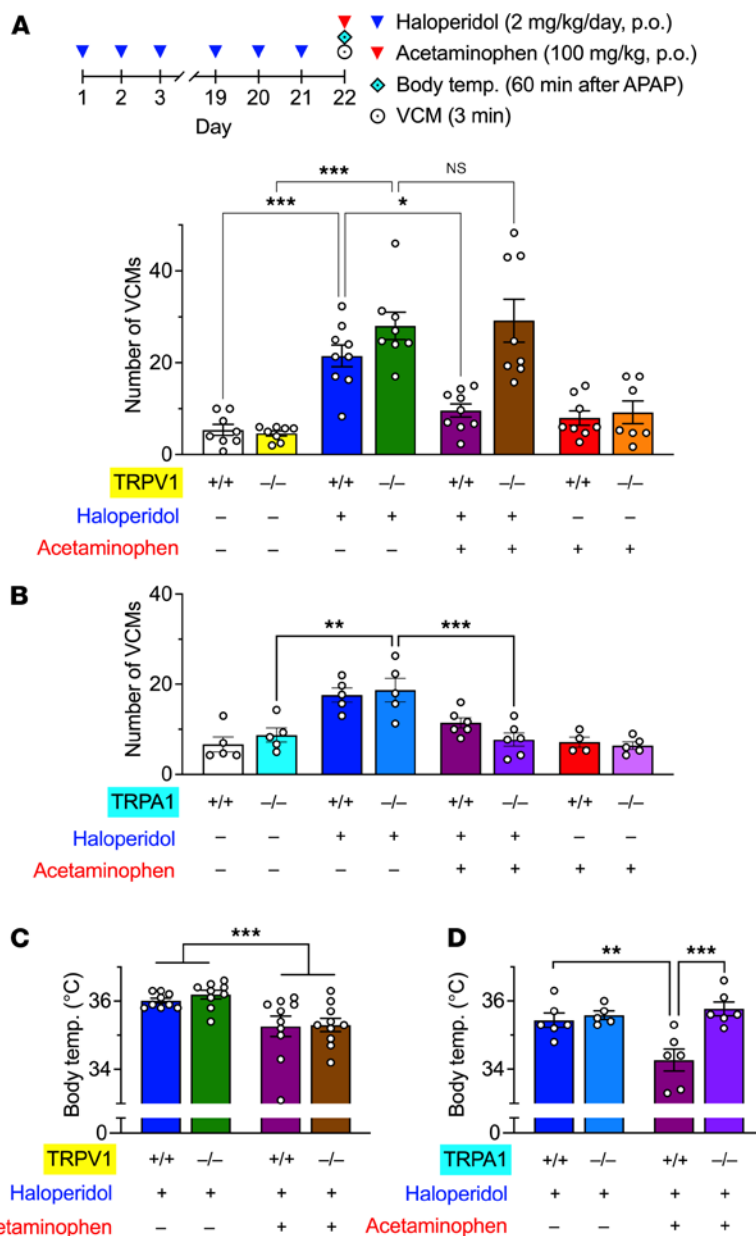 A
Haloperidol (2 mg/kg/day, p.o.)
Acetaminophen (100 mg/kg, p.o.)
Body temp. (60 min after APAP)
VCM (3 min)
1 2 3 19 20 21 22
Day
*** NS
*** *
Number of VCMs
40
20
0
TRPV1 +/+ –/– +/+ –/– +/+ –/– +/+ –/–
Haloperidol – – + + + + – –
Acetaminophen – – – – + + + +
B
Number of VCMs
40
20
0
** ***
TRPA1 +/+ –/– +/+ –/– +/+ –/– +/+ –/–
Haloperidol – – + + + + – –
Acetaminophen – – – – + + + +
C
***
Body temp. (°C)
36
34
0
TRPV1 +/+ –/– +/+ –/–
Haloperidol + + + +
etaminophen – – + +
D
** ***
Body temp. (°C)
36
34
0
TRPA1 +/+ –/– +/+ –/–
Haloperidol + + + +
Acetaminophen – – + +